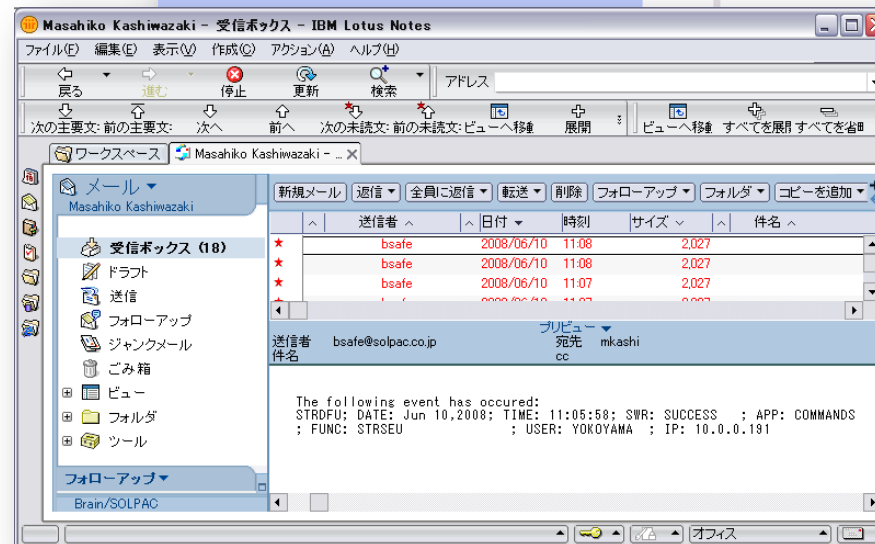 Masahiko Kashiwazaki - 受信ボックス - IBM Lotus Notes
ファイル(F) 編集(E) 表示(V) 作成(C) アクション(A) ヘルプ(H)
戻る 進む 停止 更新 検索 アドレス
次の主要文: 前の主要文: 次へ 前へ 次の未読文: 前の未読文: ビューへ移動 展開 ビューへ移動 すべてを展開 すべてを省略
ワークスペース Masahiko Kashiwazaki - ...
メール
Masahiko Kashiwazaki
新規メール 返信 全員に返信 転送 削除 フォローアップ フォルダ コピーを追加
送信者 日付 時刻 サイズ 件名
bsafe 2008/06/10 11:08 2,027
bsafe 2008/06/10 11:08 2,027
bsafe 2008/06/10 11:07 2,027
受信ボックス (18)
ドラフト
送信
フォローアップ
ジャンクメール
ごみ箱
ビュー
フォルダ
ツール
フォローアップ
Brain/SOLPAC
プレビュー
送信者 bsafe@solpac.co.jp 宛先 mkashi
件名 cc
The following event has occured:
STRDFU; DATE: Jun 10,2008; TIME: 11:05:58; SWR: SUCCESS ; APP: COMMANDS
; FUNC: STRSEU ; USER: YOKOYAMA ; IP: 10.0.0.191
オフィス